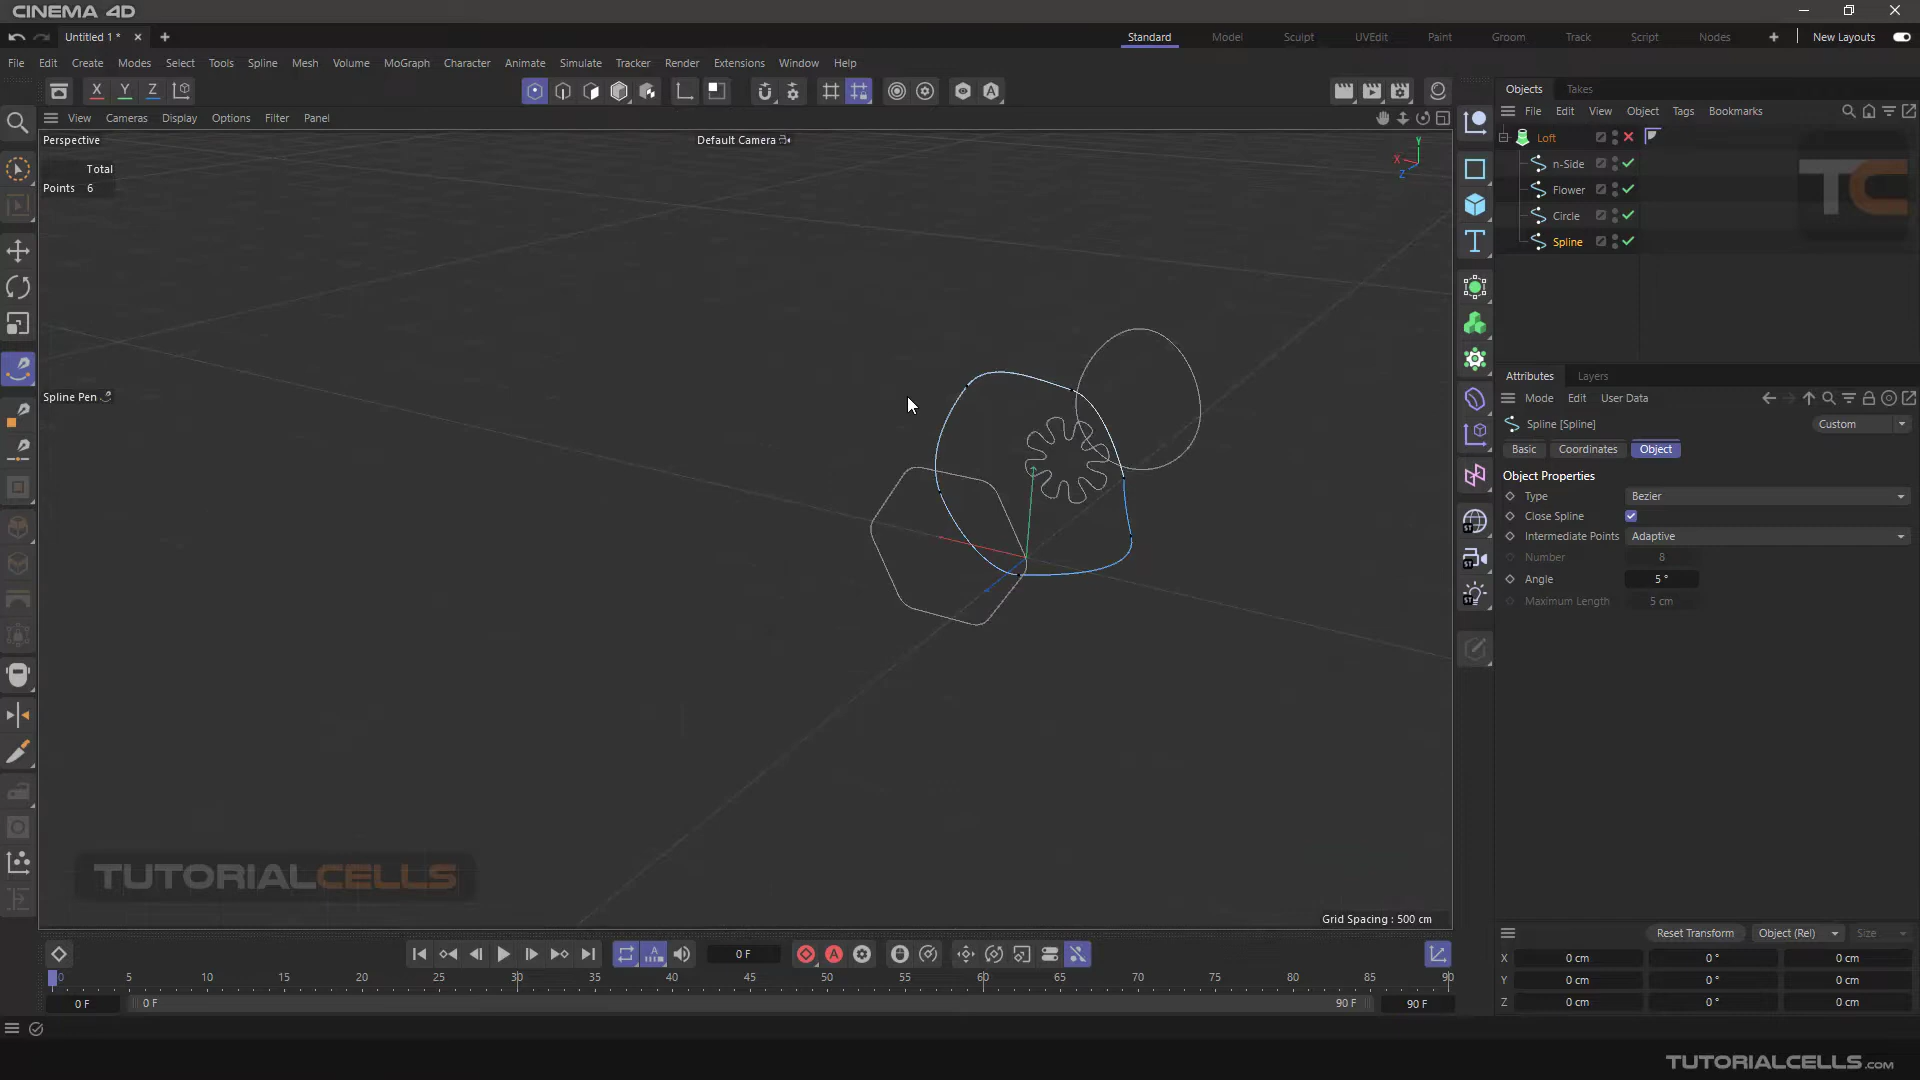 CINEMA 4D
Untitled 1 *
Standard
Model
Sculpt
UVEdit
Paint
Groom
Track
Script
Nodes
New Layouts
File Edit Create Modes Select Tools Spline Mesh Volume MoGraph Character Animate Simulate Tracker Render Extensions Window Help
X Y Z
View Cameras Display Options Filter Panel
Perspective
Default Camera
Total
Points 6
Spline Pen
Y
X
Z
Grid Spacing : 500 cm
TUTORIALCELLS
Objects Takes
File Edit View Object Tags Bookmarks
Loft
n-Side
Flower
Circle
Spline
TC
Attributes Layers
Mode Edit User Data
Spline [Spline]
Custom
Basic Coordinates Object
Object Properties
Type Bezier
Close Spline
Intermediate Points Adaptive
Number 8
Angle 5 °
Maximum Length 5 cm
Reset Transform Object (Rel) Size
X 0 cm 0 ° 0 cm
Y 0 cm 0 ° 0 cm
Z 0 cm 0 ° 0 cm
0 F
0 5 10 15 20 25 30 35 40 45 50 55 60 65 70 75 80 85 90
0 F 0 F 90 F 90 F
TUTORIALCELLS.COM